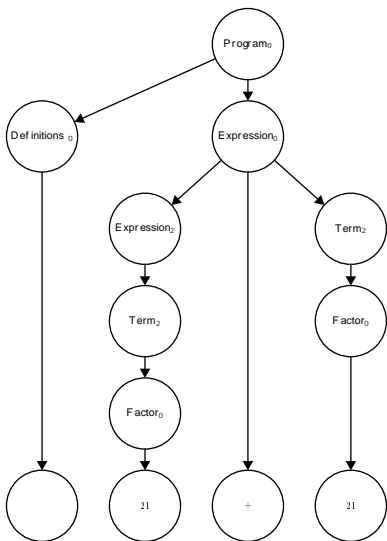 Program₀
Definitions ₀
Expression₀
Expression₂
Term₂
Term₂
Factor₀
Factor₀
21
+
21